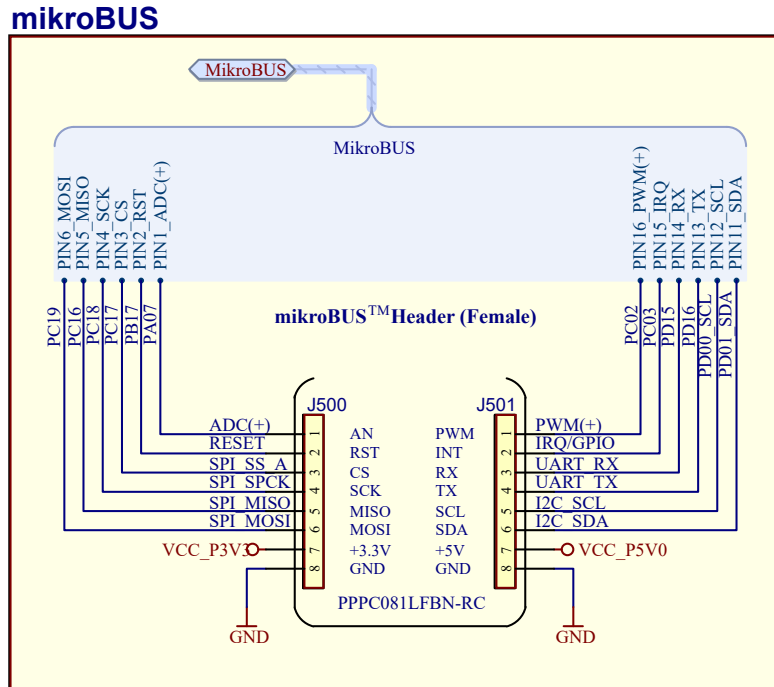 mikroBUS
MikroBUS
MikroBUS
PIN6_MOSI
PIN5_MISO
PIN4_SCK
PIN3_CS
PIN2_RST
PIN1_ADC(+)
PIN16_PWM(+)
PIN15_IRQ
PIN14_RX
PIN13_TX
PIN12_SCL
PIN11_SDA
PC19
PC16
PC18
PC17
PB17
PA07
PC02
PC03
PD15
PD16
PD00_SCL
PD01_SDA
mikroBUS™Header (Female)
J500 J501
ADC(+) 1 AN PWM 1 PWM(+)
RESET 2 RST INT 2 IRQ/GPIO
SPI_SS_A 3 CS RX 3 UART_RX
SPI_SPCK 4 SCK TX 4 UART_TX
SPI_MISO 5 MISO SCL 5 I2C_SCL
SPI_MOSI 6 MOSI SDA 6 I2C_SDA
VCC_P3V3 7 +3.3V +5V 7 VCC_P5V0
8 GND GND 8
PPPC081LFBN-RC
GND GND